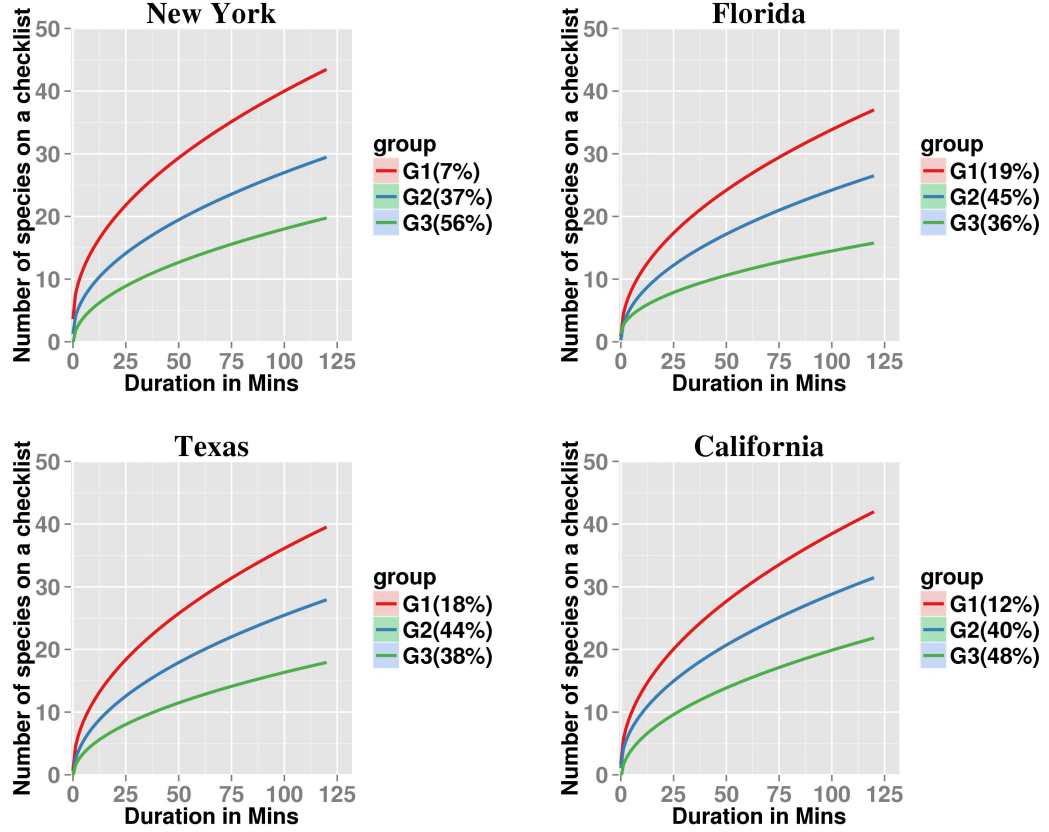 New York
Number of species on a checklist
50
40
30
20
10
0
0 25 50 75 100 125
Duration in Mins
group
G1(7%)
G2(37%)
G3(56%)
Florida
Number of species on a checklist
50
40
30
20
10
0
0 25 50 75 100 125
Duration in Mins
group
G1(19%)
G2(45%)
G3(36%)
Texas
Number of species on a checklist
50
40
30
20
10
0
0 25 50 75 100 125
Duration in Mins
group
G1(18%)
G2(44%)
G3(38%)
California
Number of species on a checklist
50
40
30
20
10
0
0 25 50 75 100 125
Duration in Mins
group
G1(12%)
G2(40%)
G3(48%)